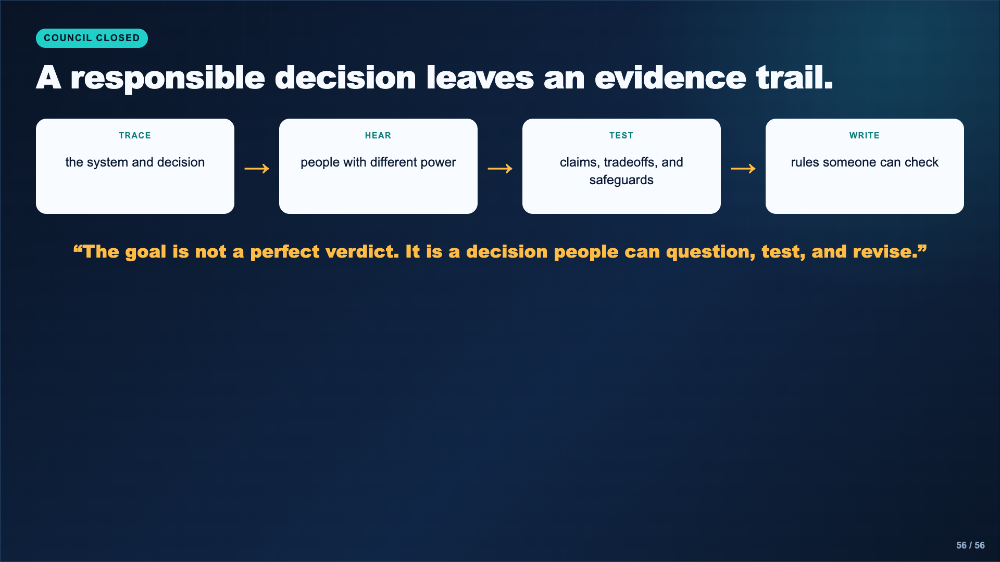 COUNCIL CLOSED
A responsible decision leaves an evidence trail.
TRACE
the system and decision
→
HEAR
people with different power
→
TEST
claims, tradeoffs, and
safeguards
→
WRITE
rules someone can check
“The goal is not a perfect verdict. It is a decision people can question, test, and revise.”
56 / 56